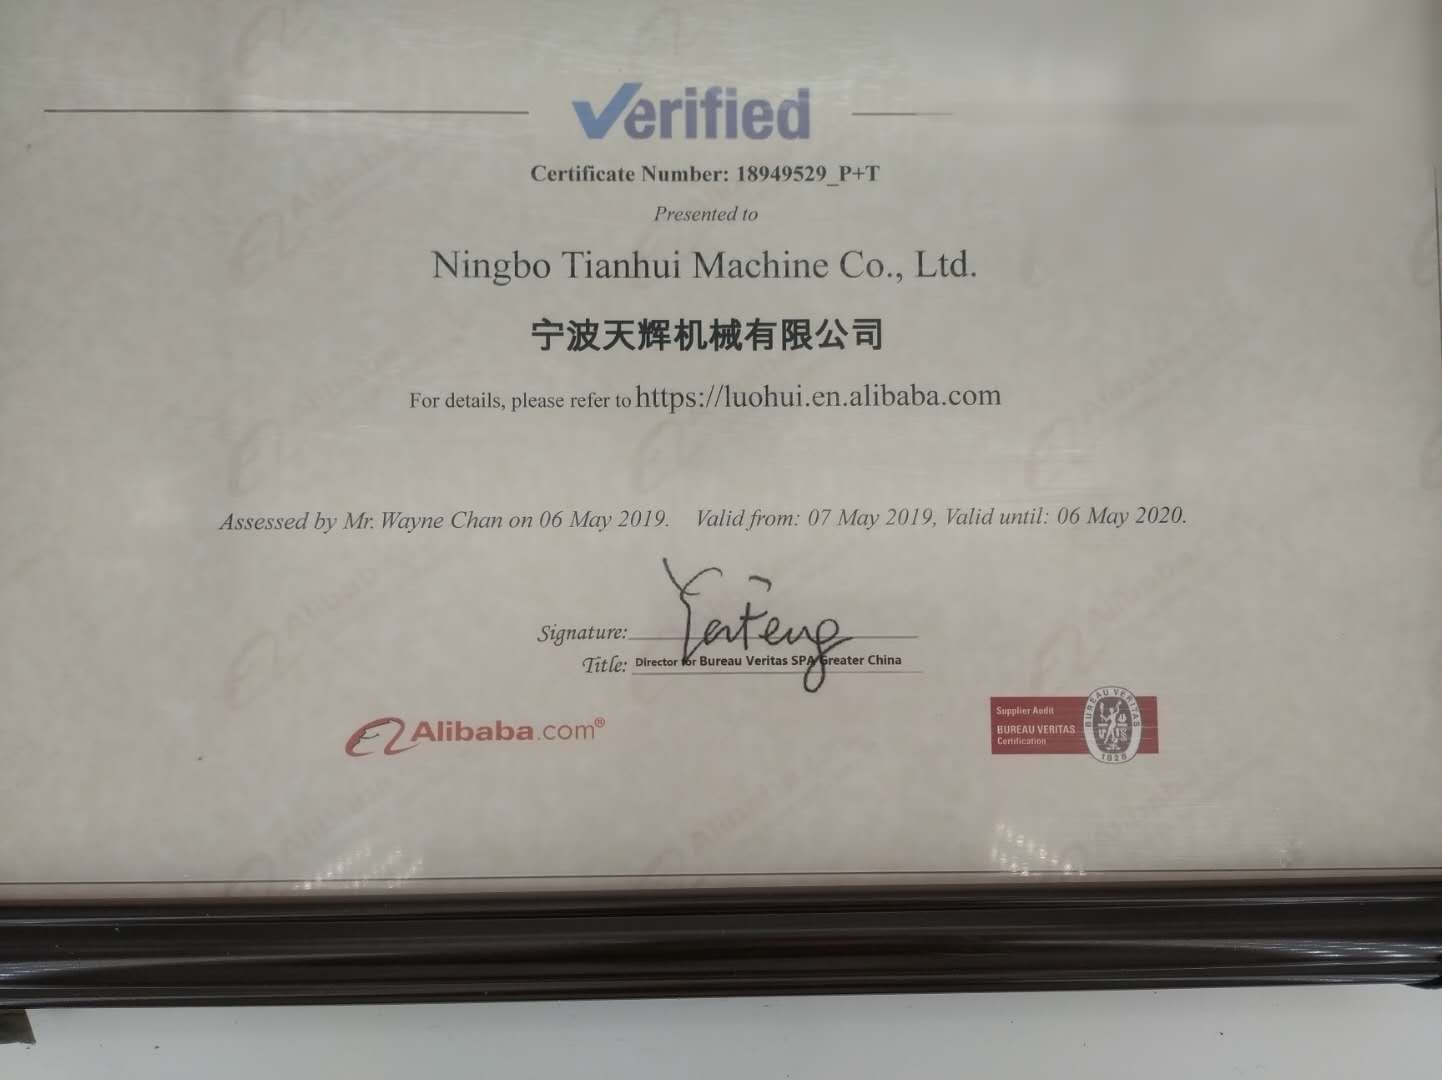 Verified
Certificate Number: 18949529_P+T
Presented to
Ningbo Tianhui Machine Co., Ltd.
宁波天辉机械有限公司
For details, please refer to https://luohui.en.alibaba.com
Assessed by Mr. Wayne Chan on 06 May 2019. Valid from: 07 May 2019, Valid until: 06 May 2020.
Signature:
Title: Director for Bureau Veritas SPA Greater China
Alibaba.com®
Supplier Audit
BUREAU VERITAS
Certification
BUREAU VERITAS
1828